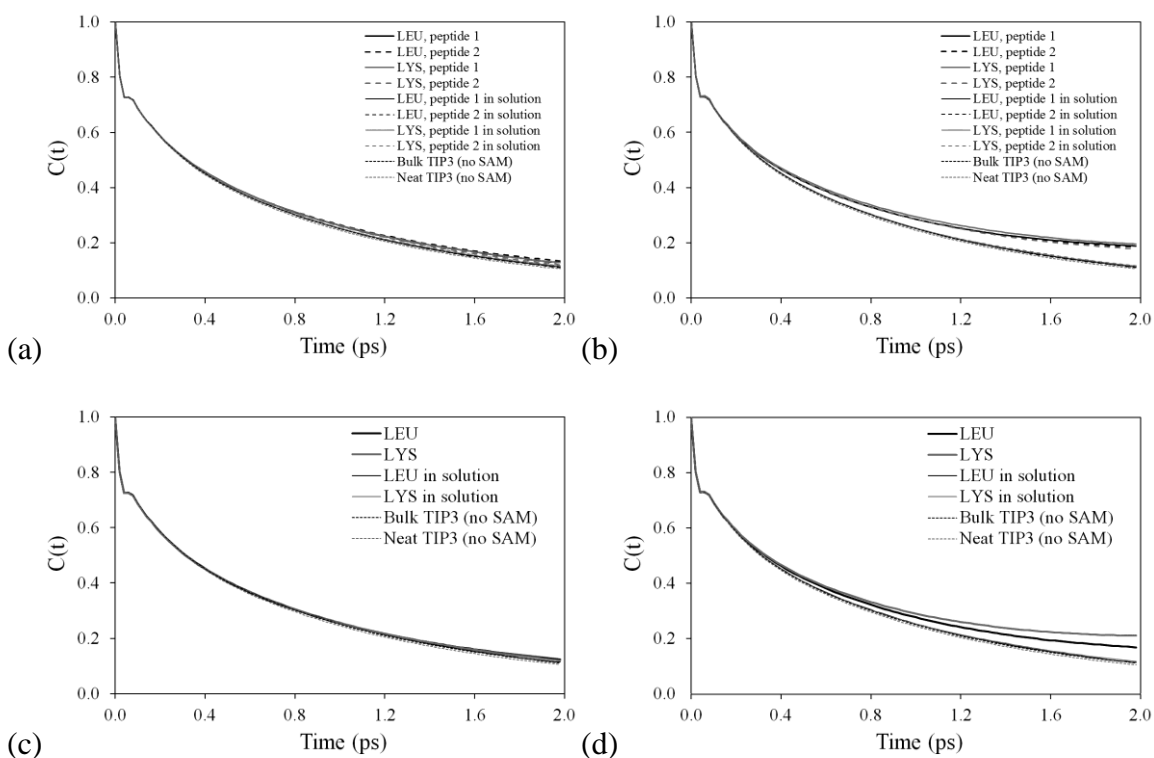 1.0
0.8
0.6
0.4
0.2
0.0
C(t)
LEU, peptide 1
LEU, peptide 2
LYS, peptide 1
LYS, peptide 2
LEU, peptide 1 in solution
LEU, peptide 2 in solution
LYS, peptide 1 in solution
LYS, peptide 2 in solution
Bulk TIP3 (no SAM)
Neat TIP3 (no SAM)
0.0 0.4 0.8 1.2 1.6 2.0
Time (ps)
(a)
1.0
0.8
0.6
0.4
0.2
0.0
C(t)
LEU, peptide 1
LEU, peptide 2
LYS, peptide 1
LYS, peptide 2
LEU, peptide 1 in solution
LEU, peptide 2 in solution
LYS, peptide 1 in solution
LYS, peptide 2 in solution
Bulk TIP3 (no SAM)
Neat TIP3 (no SAM)
0.0 0.4 0.8 1.2 1.6 2.0
Time (ps)
(b)
1.0
0.8
0.6
0.4
0.2
0.0
C(t)
LEU
LYS
LEU in solution
LYS in solution
Bulk TIP3 (no SAM)
Neat TIP3 (no SAM)
0.0 0.4 0.8 1.2 1.6 2.0
Time (ps)
(c)
1.0
0.8
0.6
0.4
0.2
0.0
C(t)
LEU
LYS
LEU in solution
LYS in solution
Bulk TIP3 (no SAM)
Neat TIP3 (no SAM)
0.0 0.4 0.8 1.2 1.6 2.0
Time (ps)
(d)